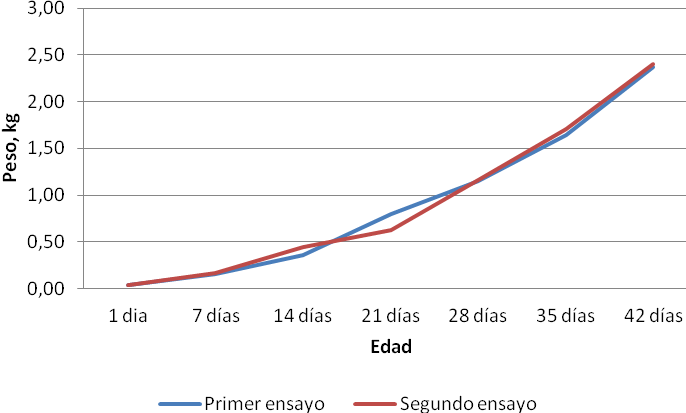 3,00
2,50
2,00
1,50
1,00
0,50
0,00
Peso, kg
1 dia
7 días
14 días
21 días
28 días
35 días
42 días
Edad
Primer ensayo
Segundo ensayo